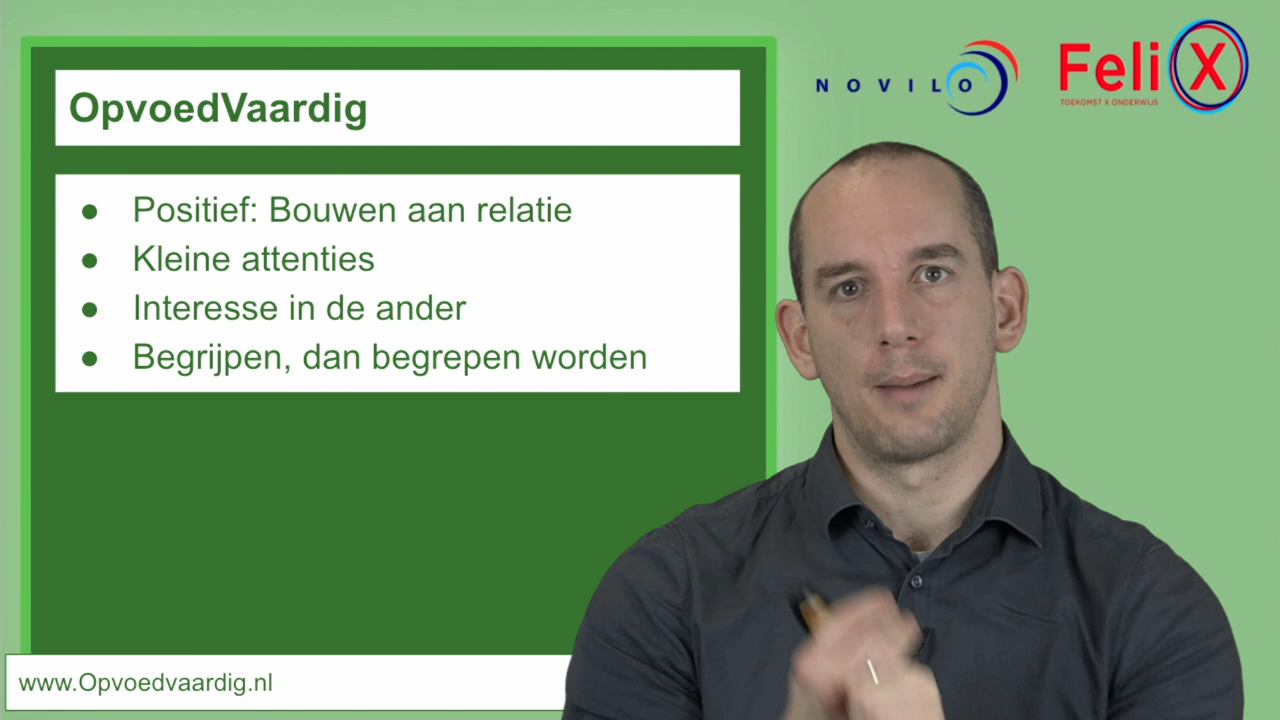 OpvoedVaardig
● Positief: Bouwen aan relatie
● Kleine attenties
● Interesse in de ander
● Begrijpen, dan begrepen worden
www.Opvoedvaardig.nl
NOVILO
FeliX
TOEKOMST X ONDERWIJS